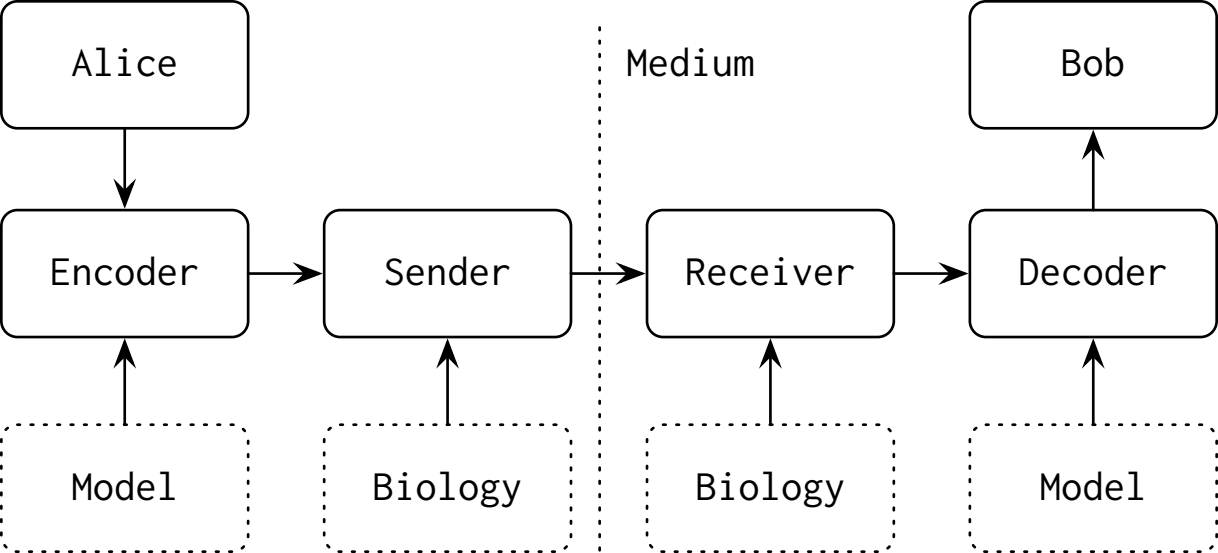 Alice
Medium
Bob
Encoder
Sender
Receiver
Decoder
Model
Biology
Biology
Model